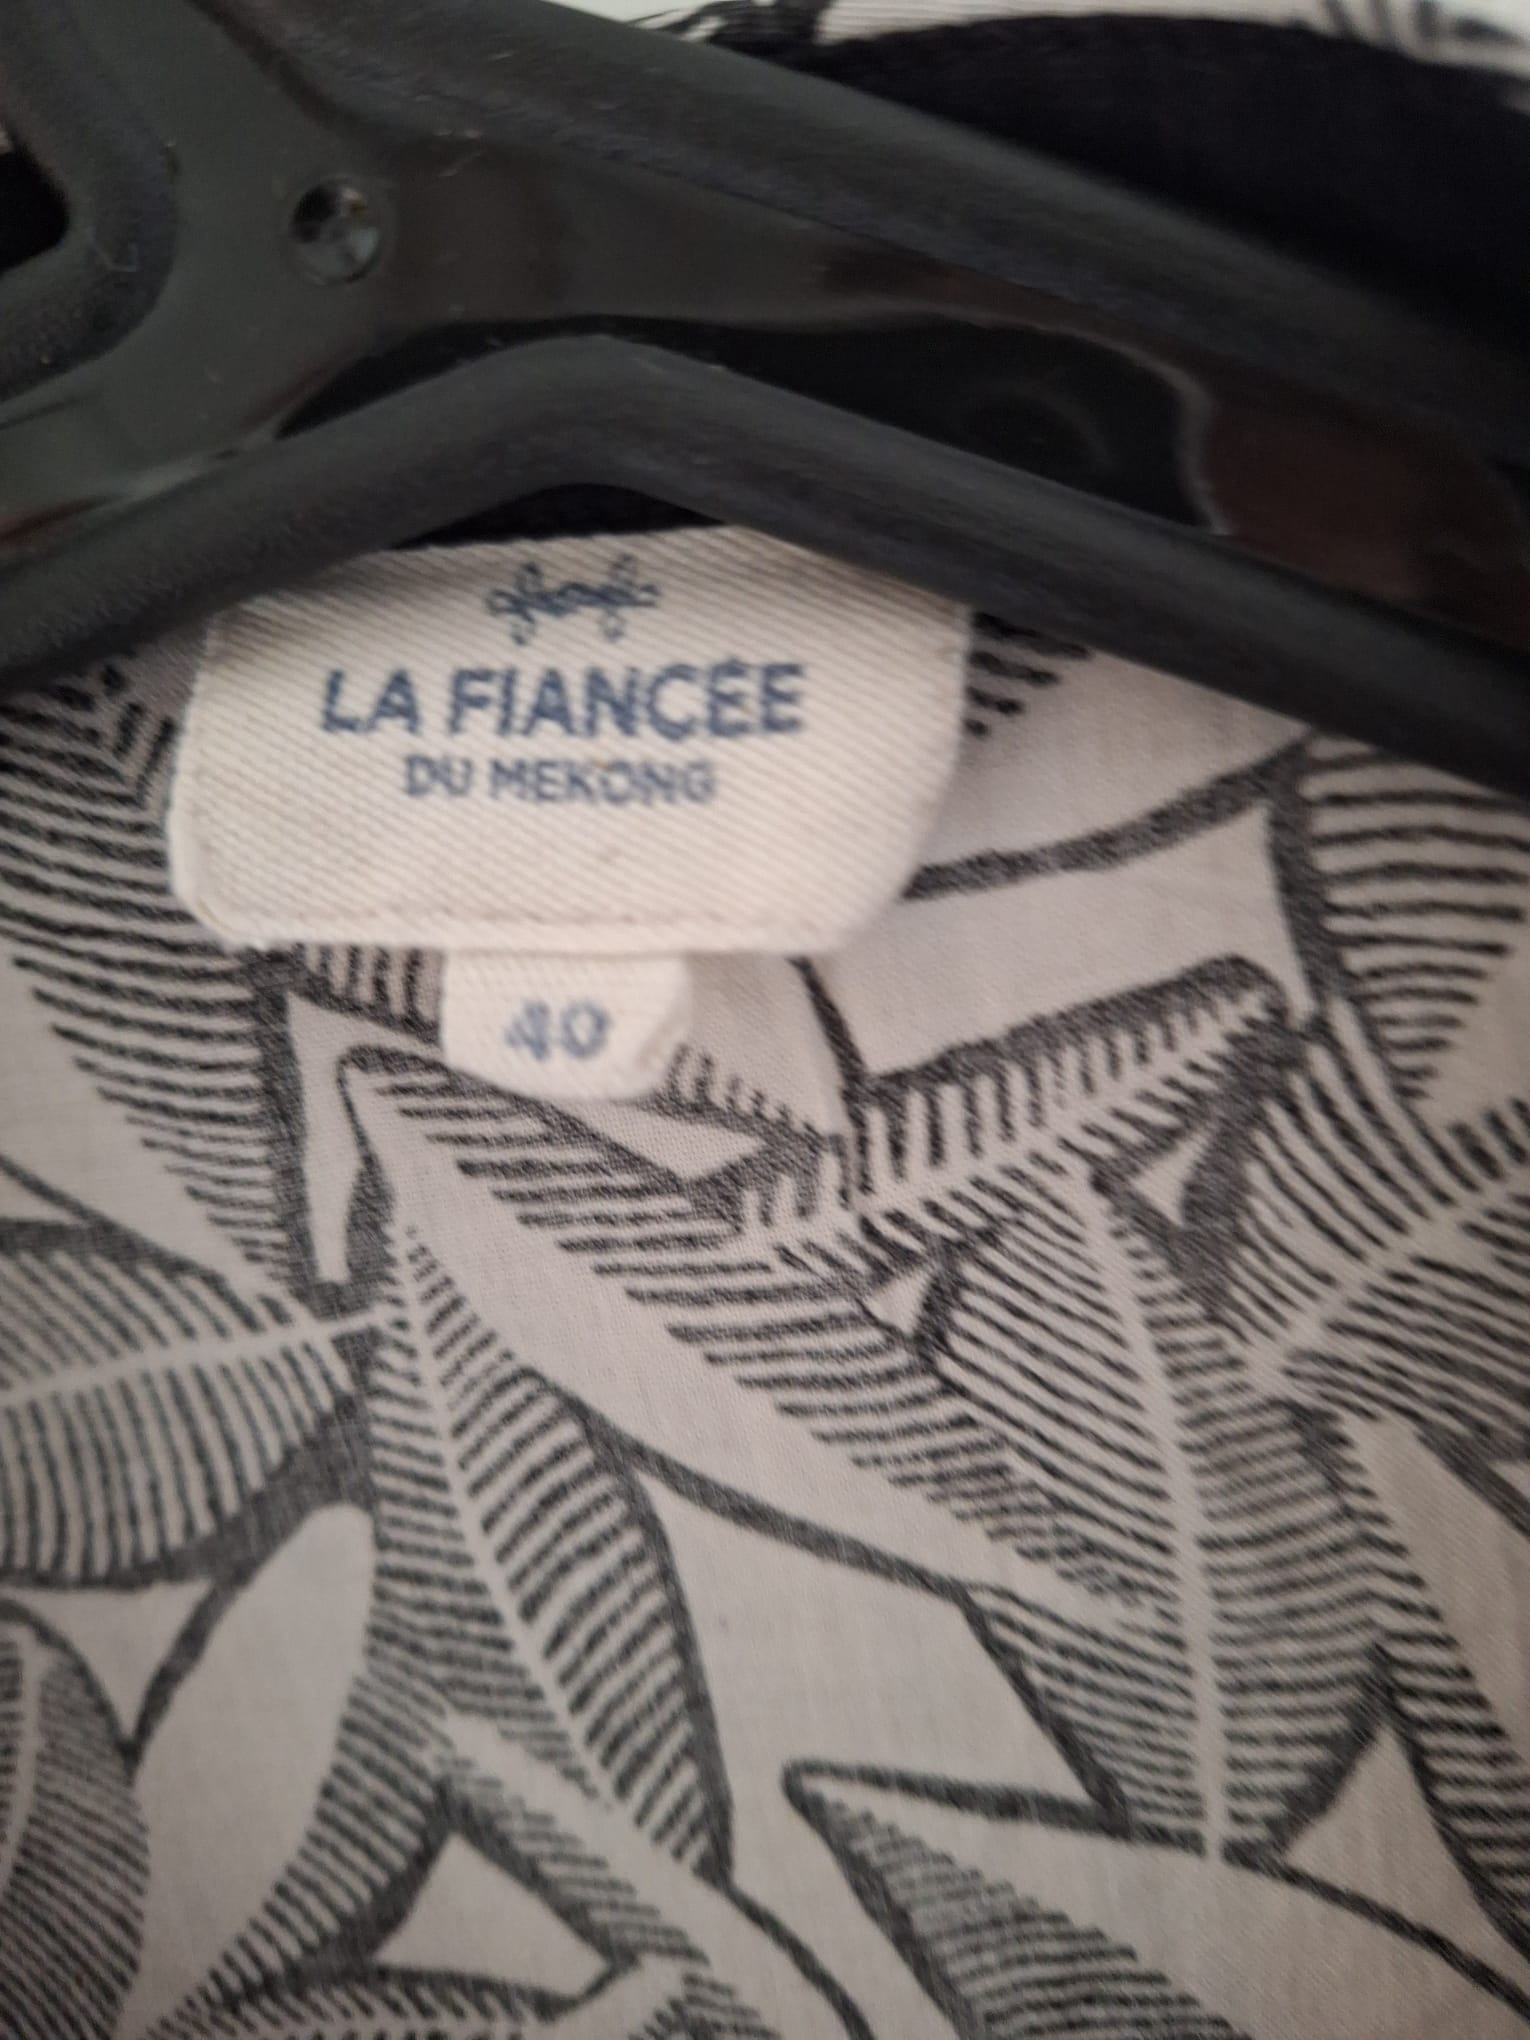 LA FIANCÉE
DU MEKONG
40